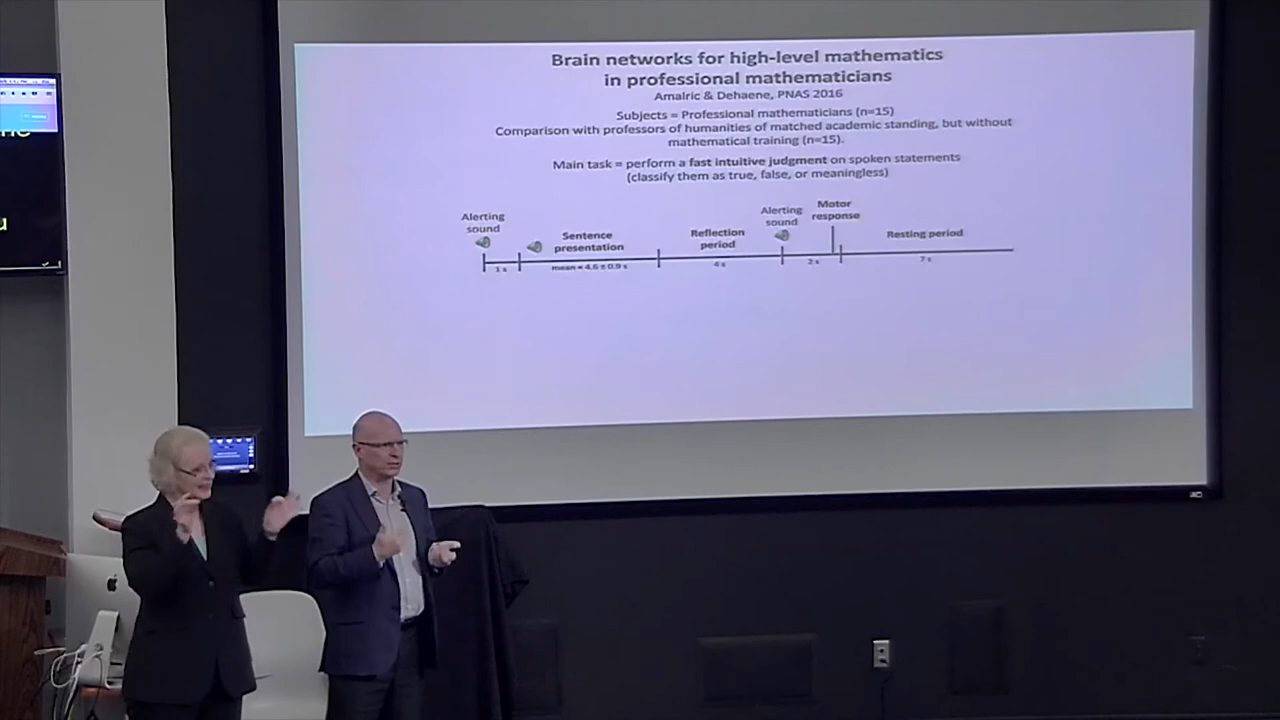 Brain networks for high-level mathematics
in professional mathematicians
Amalric & Dehaene, PNAS 2016
Subjects = Professional mathematicians (n=15)
Comparison with professors of humanities of matched academic standing, but without
mathematical training (n=15).
Main task = perform a fast intuitive judgment on spoken statements
(classify them as true, false, or meaningless)
Alerting
sound
Sentence
presentation
Reflection
period
Alerting
sound
Motor
response
Resting period
1 s
mean = 4.6 ± 0.9 s
4 s
2 s
7 s